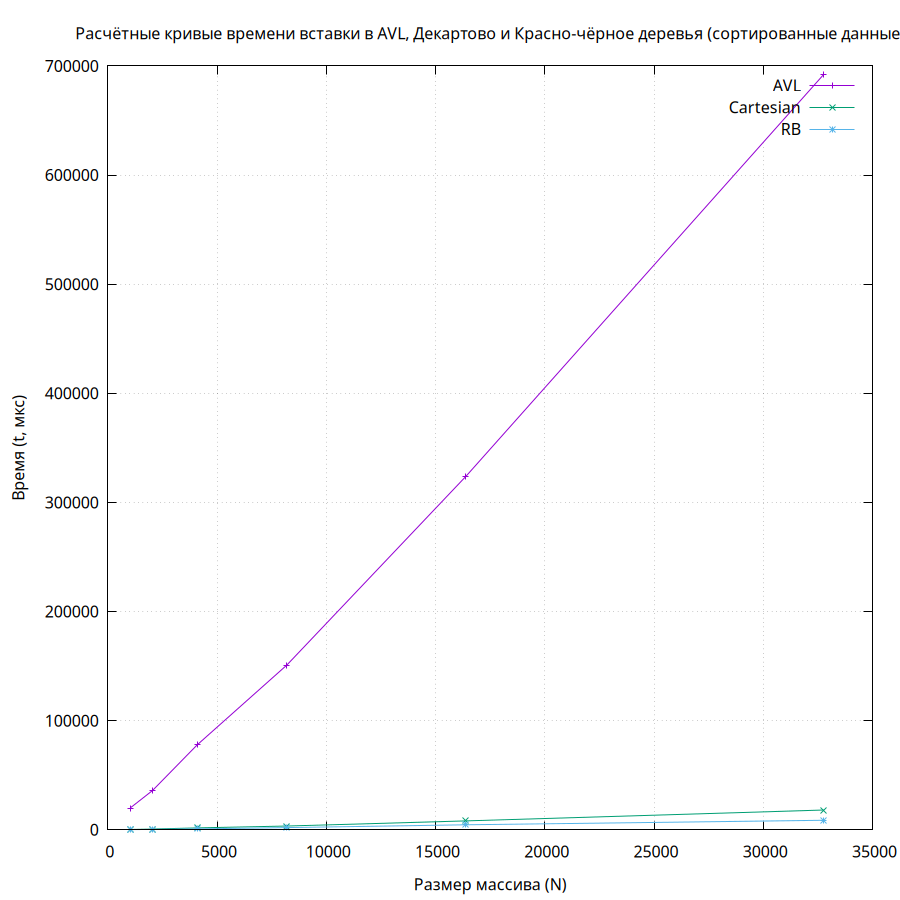 Расчётные кривые времени вставки в AVL, Декартово и Красно-чёрное деревья (сортированные данные
700000
600000
500000
400000
300000
200000
100000
0
AVL
Cartesian
RB
Время (t, мкс)
0 5000 10000 15000 20000 25000 30000 35000
Размер массива (N)